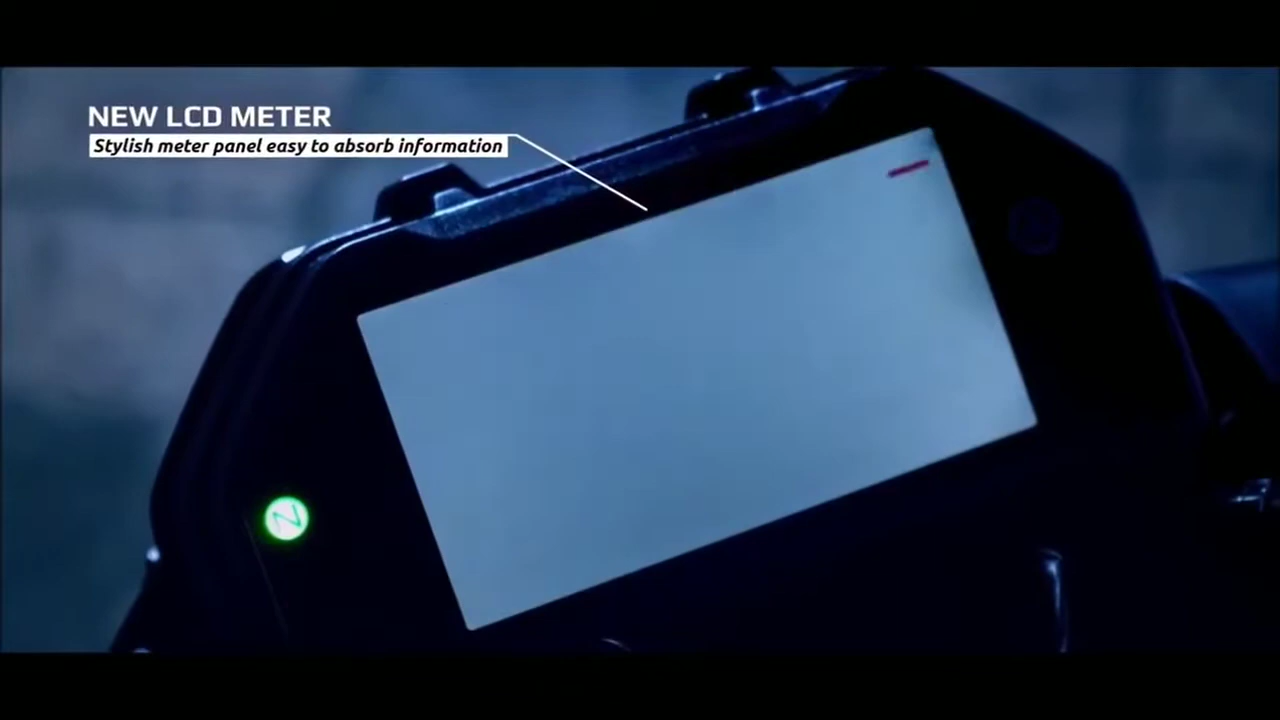 NEW LCD METER
Stylish meter panel easy to absorb information
N